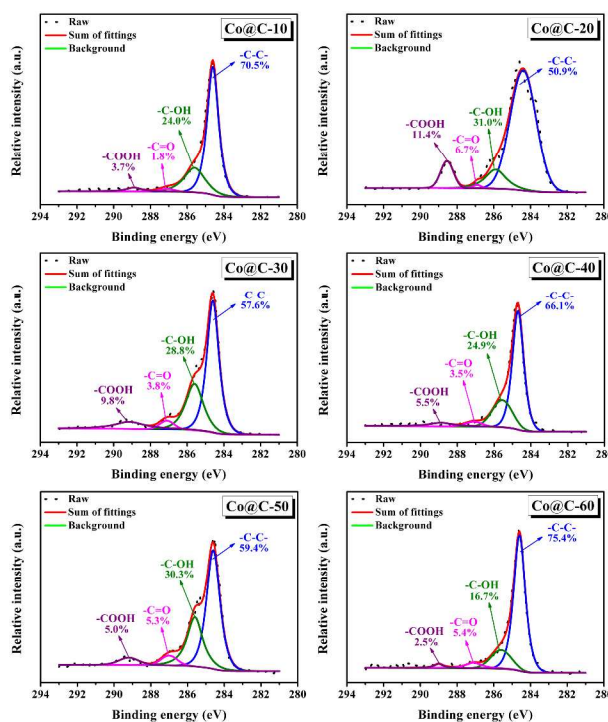 Raw
Sum of fittings
Background
Co@C-10
-C-C-
70.5%
-C-OH
24.0%
-C=O
1.8%
-COOH
3.7%
Relative intensity (a.u.)
294 292 290 288 286 284 282 280
Binding energy (eV)
Raw
Sum of fittings
Background
Co@C-20
-C-C-
50.9%
-C-OH
31.0%
-C=O
6.7%
-COOH
11.4%
Relative intensity (a.u.)
294 292 290 288 286 284 282 280
Binding energy (eV)
Raw
Sum of fittings
Background
Co@C-30
C C
57.6%
-C-OH
28.8%
-C=O
3.8%
-COOH
9.8%
Relative intensity (a.u.)
294 292 290 288 286 284 282 280
Binding energy (eV)
Raw
Sum of fittings
Background
Co@C-40
-C-C-
66.1%
-C-OH
24.9%
-C=O
3.5%
-COOH
5.5%
Relative intensity (a.u.)
294 292 290 288 286 284 282 280
Binding energy (eV)
Raw
Sum of fittings
Background
Co@C-50
-C-C-
59.4%
-C-OH
30.3%
-C=O
5.3%
-COOH
5.0%
Relative intensity (a.u.)
294 292 290 288 286 284 282 280
Binding energy (eV)
Raw
Sum of fittings
Background
Co@C-60
-C-C-
75.4%
-C-OH
16.7%
-C=O
5.4%
-COOH
2.5%
Relative intensity (a.u.)
294 292 290 288 286 284 282 280
Binding energy (eV)